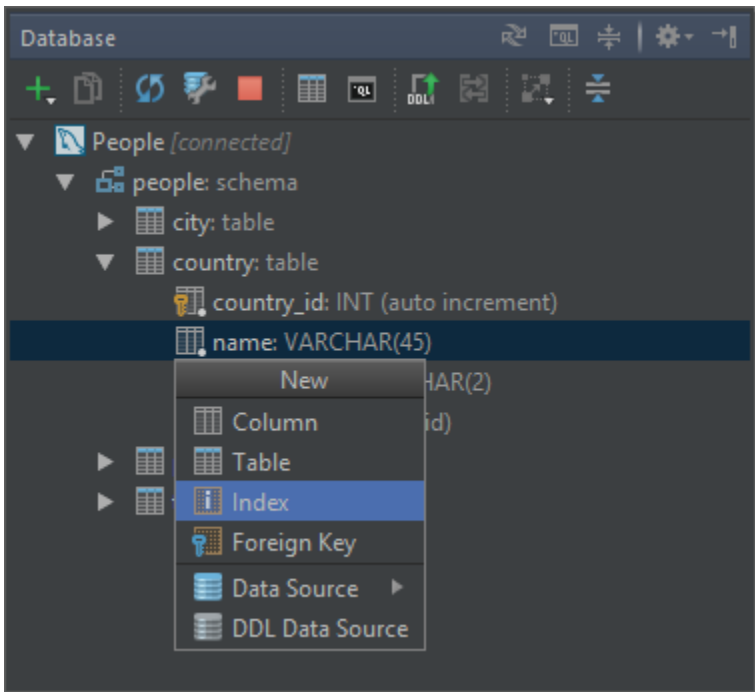 Database
DDL
People [connected]
people: schema
city: table
country: table
country_id: INT (auto increment)
name: VARCHAR(45)
New
HAR(2)
Column
id)
Table
Index
Foreign Key
Data Source
DDL Data Source